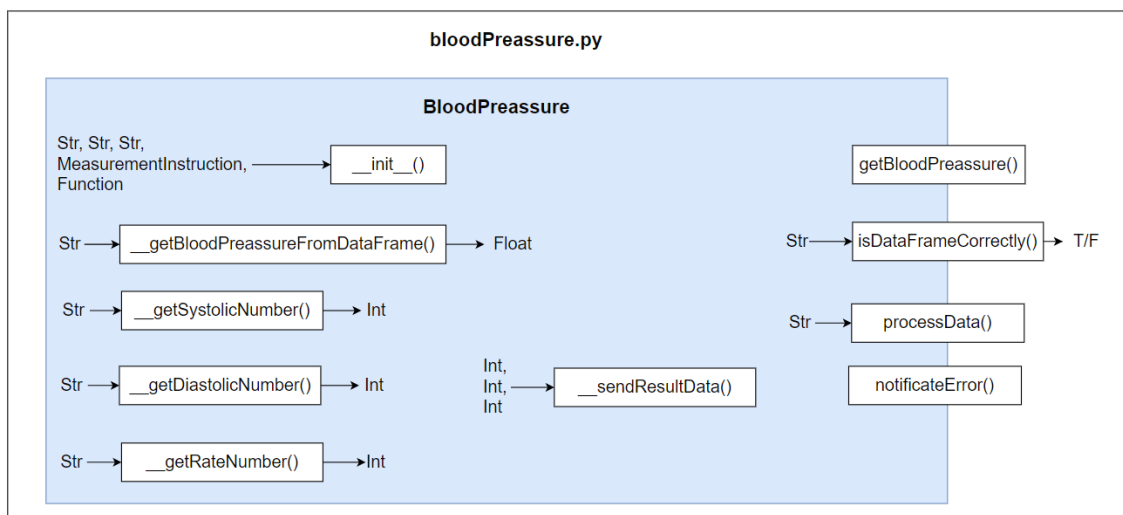 bloodPreassure.py
BloodPreassure
Str, Str, Str,
MeasurementInstruction,
Function
__init__()
getBloodPreassure()
Str
__getBloodPreassureFromDataFrame()
Float
Str
isDataFrameCorrectly()
T/F
Str
__getSystolicNumber()
Int
Str
processData()
Str
__getDiastolicNumber()
Int
Int,
Int,
Int
__sendResultData()
notificateError()
Str
__getRateNumber()
Int